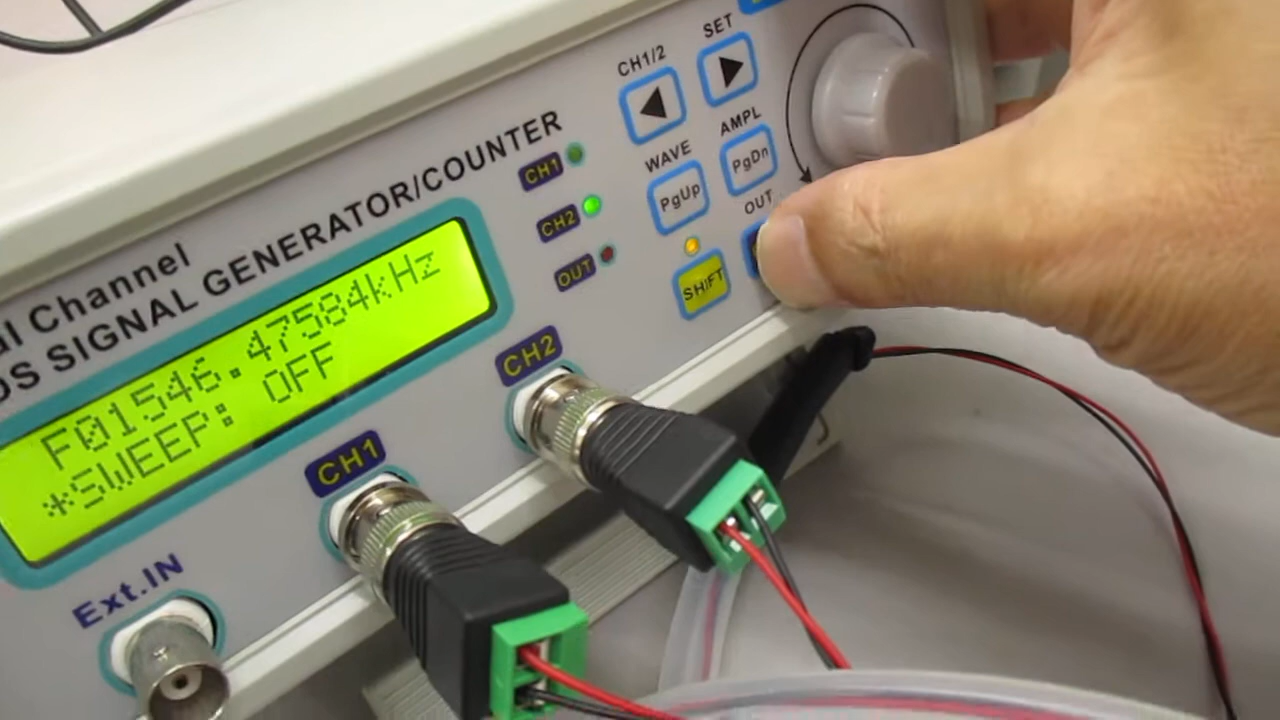 al Channel
DS SIGNAL GENERATOR/COUNTER
F01546.47584kHz
*SWEEP: OFF
CH1
CH2
OUT
CH1/2
SET
WAVE
AMPL
PgUp
PgDn
OUT
SHIFT
CH2
CH1
Ext.IN